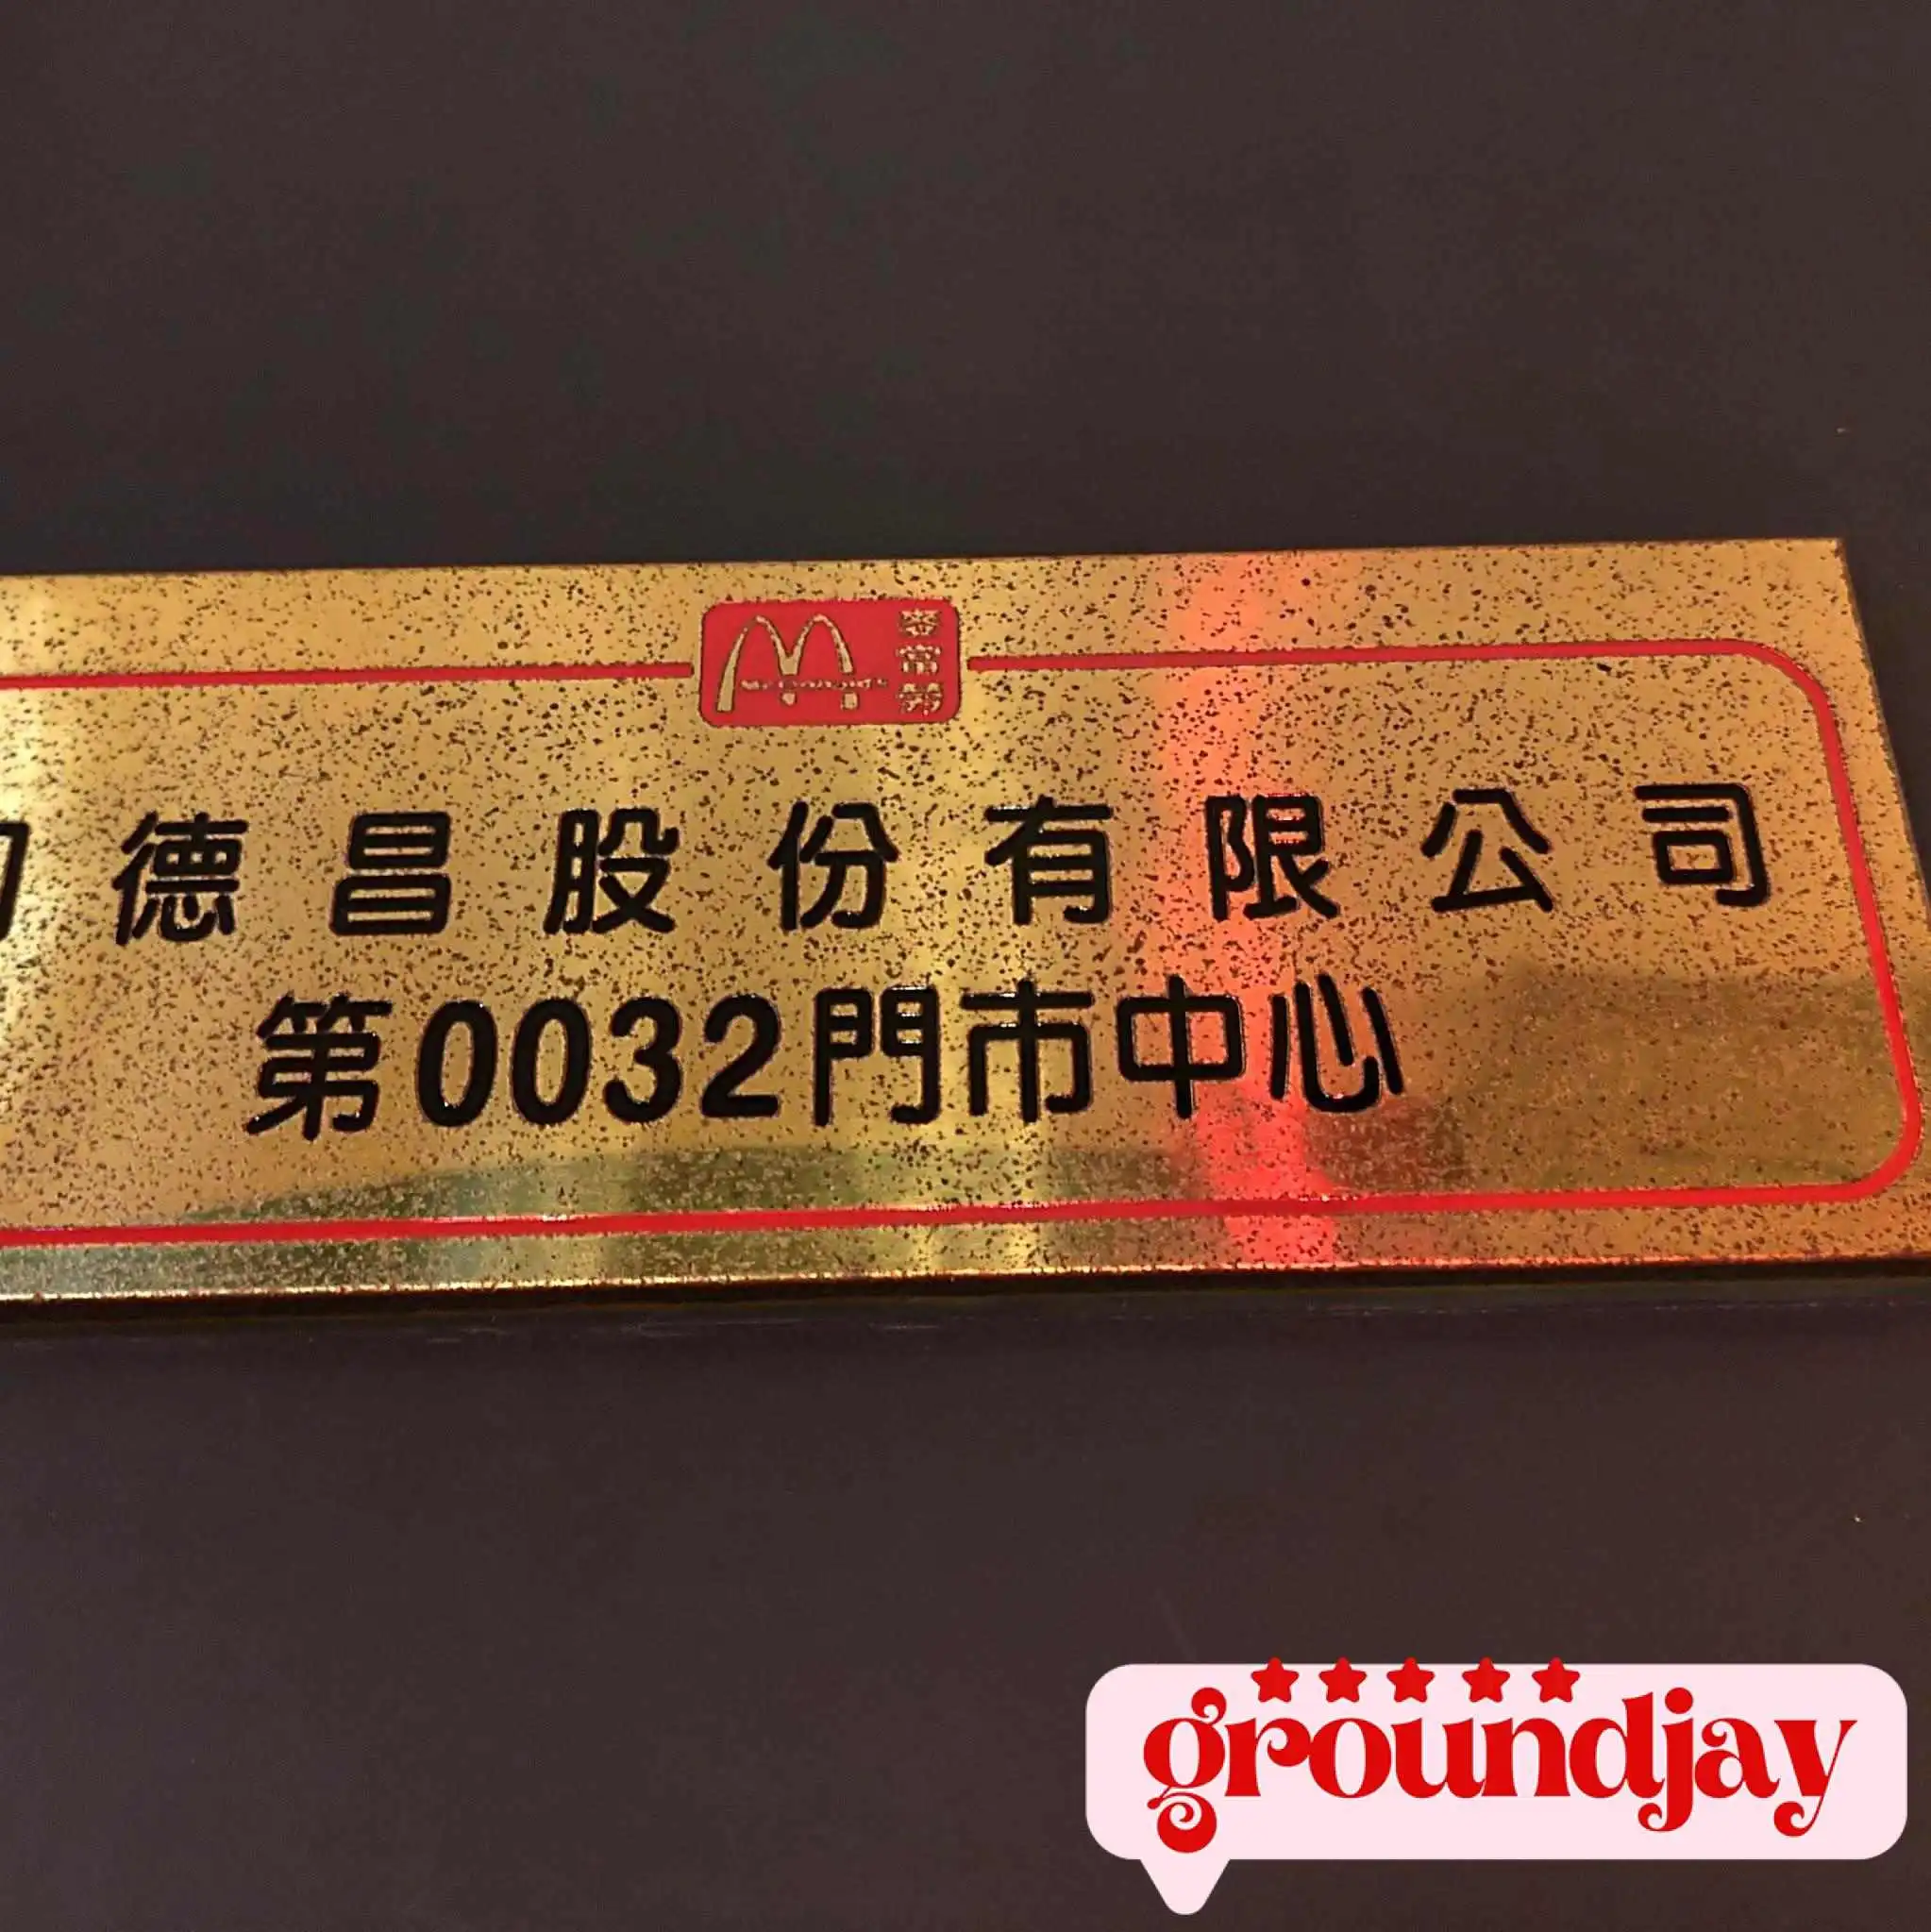 McDonald's
麥當勞
德昌股份有限公司
第0032門市中心
groundjay